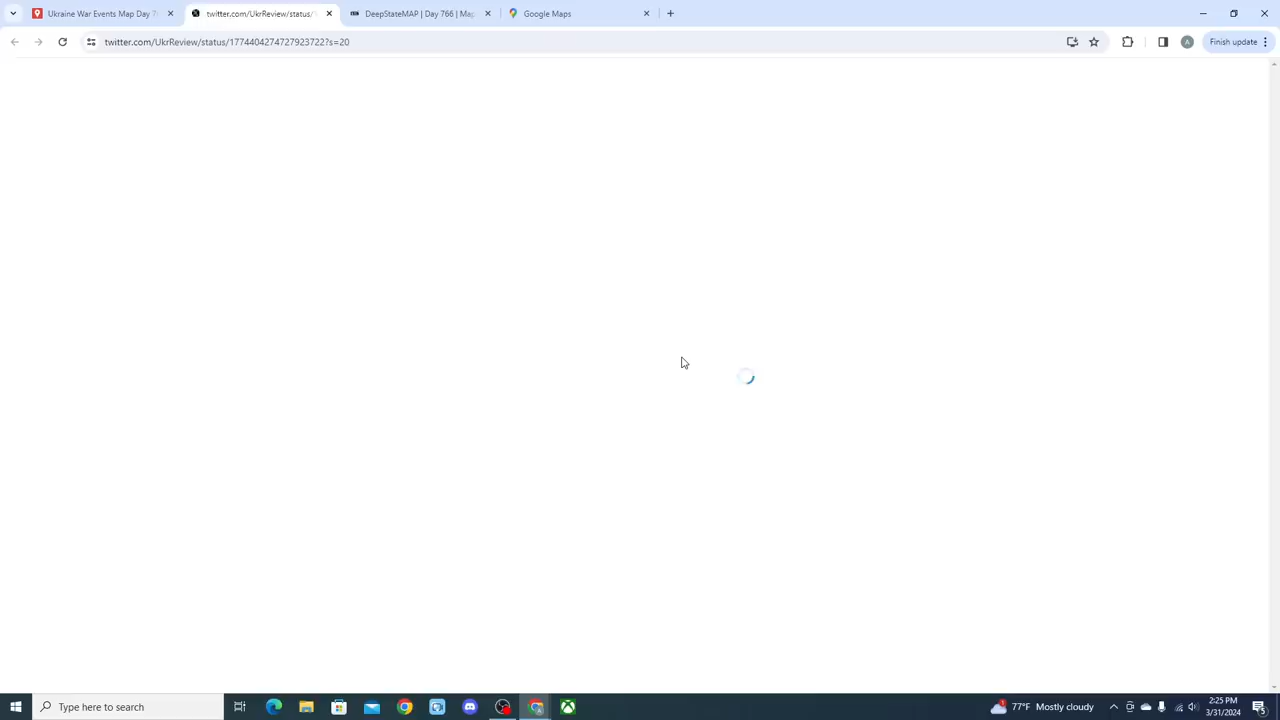 Ukraine War Events Map Day 7
twitter.com/UkrReview/status/1
DeepStateMAP | Day 766 | Map
Google Maps
twitter.com/UkrReview/status/1774404274727923722?s=20
A
Finish update
Type here to search
77°F Mostly cloudy
2:25 PM
3/31/2024